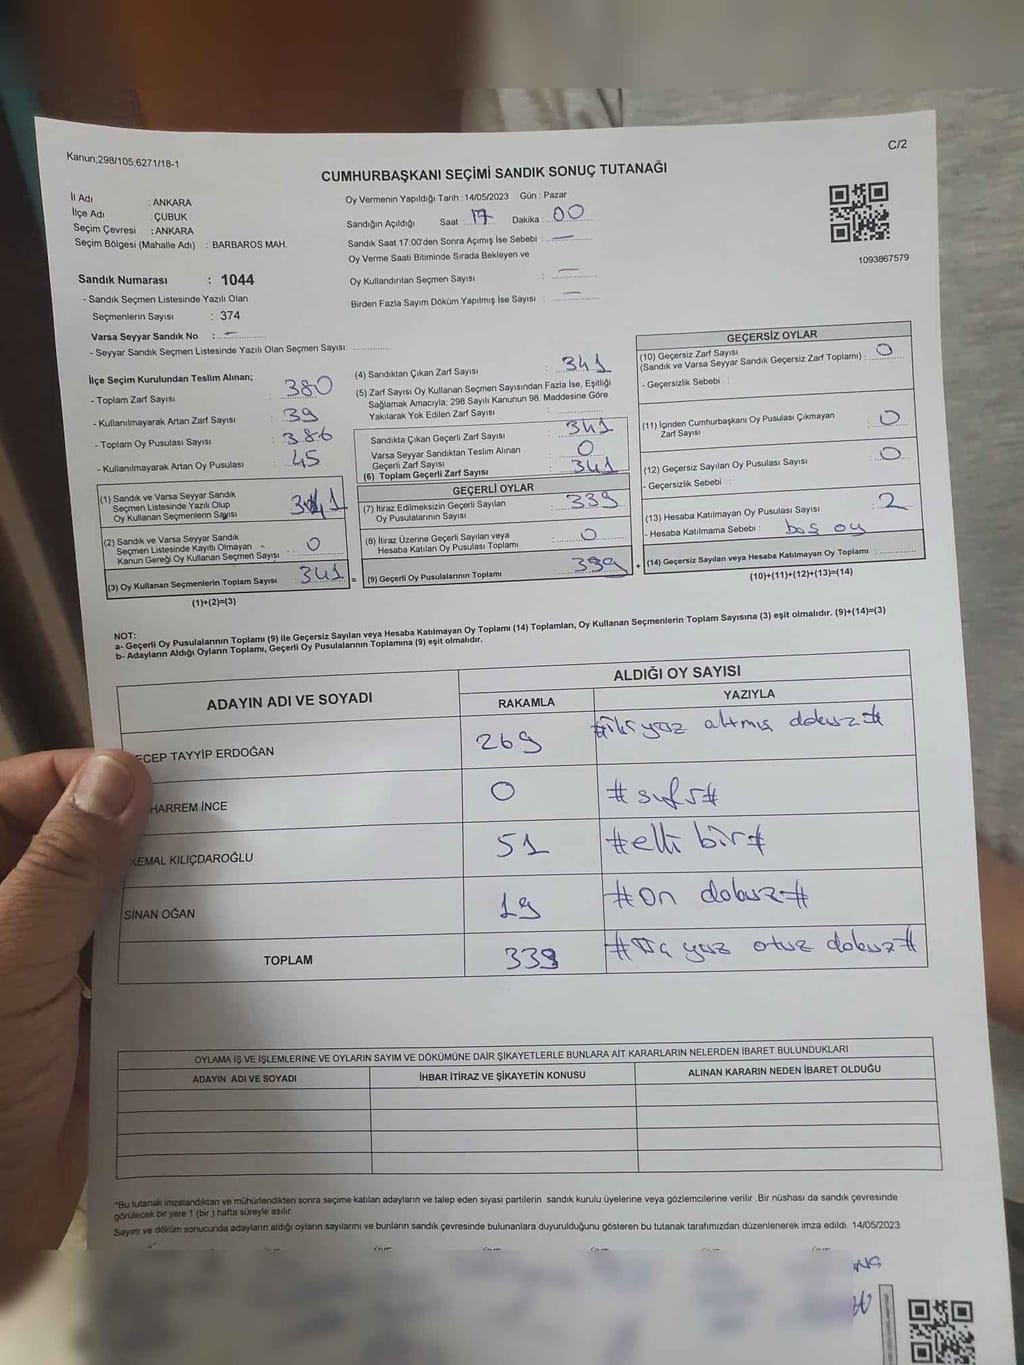 Kanun;298/105,6271/18-1
C/2
CUMHURBAŞKANI SEÇİMİ SANDIK SONUÇ TUTANAĞI
İl Adı : ANKARA
İlçe Adı : ÇUBUK
Seçim Çevresi : ANKARA
Seçim Bölgesi (Mahalle Adı) : BARBAROS MAH.
Oy Vermenin Yapıldığı Tarih : 14/05/2023 Gün : Pazar
Sandığın Açıldığı Saat : 17 Dakika : 00
Sandık Saat 17:00'den Sonra Açımış İse Sebebi : —
Oy Verme Saati Bitiminde Sırada Bekleyen ve
Oy Kullandırılan Seçmen Sayısı : —
Birden Fazla Sayım Döküm Yapılmış İse Sayısı : —
1093867579
Sandık Numarası : 1044
- Sandık Seçmen Listesinde Yazılı Olan
Seçmenlerin Sayısı : 374
Varsa Seyyar Sandık No : —
- Seyyar Sandık Seçmen Listesinde Yazılı Olan Seçmen Sayısı:
İlçe Seçim Kurulundan Teslim Alınan;
- Toplam Zarf Sayısı : 380
- Kullanılmayarak Artan Zarf Sayısı : 39
- Toplam Oy Pusulası Sayısı : 386
- Kullanılmayarak Artan Oy Pusulası : 45
(1) Sandık ve Varsa Seyyar Sandık
Seçmen Listesinde Yazılı Olup
Oy Kullanan Seçmenlerin Sayısı 341
(2) Sandık ve Varsa Seyyar Sandık
Seçmen Listesinde Kayıtlı Olmayan
Kanun Gereği Oy Kullanan Seçmen Sayısı : 0
(3) Oy Kullanan Seçmenlerin Toplam Sayısı : 341 =
(1)+(2)=(3)
(4) Sandıktan Çıkan Zarf Sayısı : 341
(5) Zarf Sayısı Oy Kullanan Seçmen Sayısından Fazla İse, Eşitliği
Sağlamak Amacıyla; 298 Sayılı Kanunun 98. Maddesine Göre
Yakılarak Yok Edilen Zarf Sayısı :
Sandıkta Çıkan Geçerli Zarf Sayısı : 341
Varsa Seyyar Sandıktan Teslim Alınan
Geçerli Zarf Sayısı : 0
(6) Toplam Geçerli Zarf Sayısı : 341
GEÇERLİ OYLAR
(7) İtiraz Edilmeksizin Geçerli Sayılan
Oy Pusulalarının Sayısı : 339
(8) İtiraz Üzerine Geçerli Sayılan veya
Hesaba Katılan Oy Pusulası Toplamı : 0
(9) Geçerli Oy Pusulalarının Toplamı : 339 +
GEÇERSİZ OYLAR
(10) Geçersiz Zarf Sayısı
(Sandık ve Varsa Seyyar Sandık Geçersiz Zarf Toplamı) : 0
- Geçersizlik Sebebi :
(11) İçinden Cumhurbaşkanı Oy Pusulası Çıkmayan
Zarf Sayısı : 0
(12) Geçersiz Sayılan Oy Pusulası Sayısı : 0
- Geçersizlik Sebebi :
(13) Hesaba Katılmayan Oy Pusulası Sayısı : 2
- Hesaba Katılmama Sebebi : boş oy
(14) Geçersiz Sayılan veya Hesaba Katılmayan Oy Toplamı :
(10)+(11)+(12)+(13)=(14)
NOT:
a- Geçerli Oy Pusulalarının Toplamı (9) ile Geçersiz Sayılan veya Hesaba Katılmayan Oy Toplamı (14) Toplamları, Oy Kullanan Seçmenlerin Toplam Sayısına (3) eşit olmalıdır. (9)+(14)=(3)
b- Adayların Aldığı Oyların Toplamı, Geçerli Oy Pusulalarının Toplamına (9) eşit olmalıdır.
ADAYIN ADI VE SOYADI ALDIĞI OY SAYISI
RAKAMLA YAZIYLA
ECEP TAYYİP ERDOĞAN 269 #iki yüz altmış dokuz#
HARREM İNCE 0 #sıfır#
KEMAL KILIÇDAROĞLU 51 #elli bir#
SİNAN OĞAN 19 #On dokuz#
TOPLAM 339 #Üç yüz otuz dokuz#
OYLAMA İŞ VE İŞLEMLERİNE VE OYLARIN SAYIM VE DÖKÜMÜNE DAİR ŞİKAYETLERLE BUNLARA AİT KARARLARIN NELERDEN İBARET BULUNDUKLARI
ADAYIN ADI VE SOYADI İHBAR İTİRAZ VE ŞİKAYETİN KONUSU ALINAN KARARIN NEDEN İBARET OLDUĞU
*Bu tutanak imzalandıktan ve mühürlendikten sonra seçime katılan adayların ve talep eden siyasi partilerin sandık kurulu üyelerine veya gözlemcilerine verilir .Bir nüshası da sandık çevresinde
görülecek bir yere 1 (bir ) hafta süreyle asılır.
Sayım ve döküm sonucunda adayların aldığı oyların sayılarını ve bunların sandık çevresinde bulunanlara duyurulduğunu gösteren bu tutanak tarafımızdan düzenlenerek imza edildi. 14/05/2023